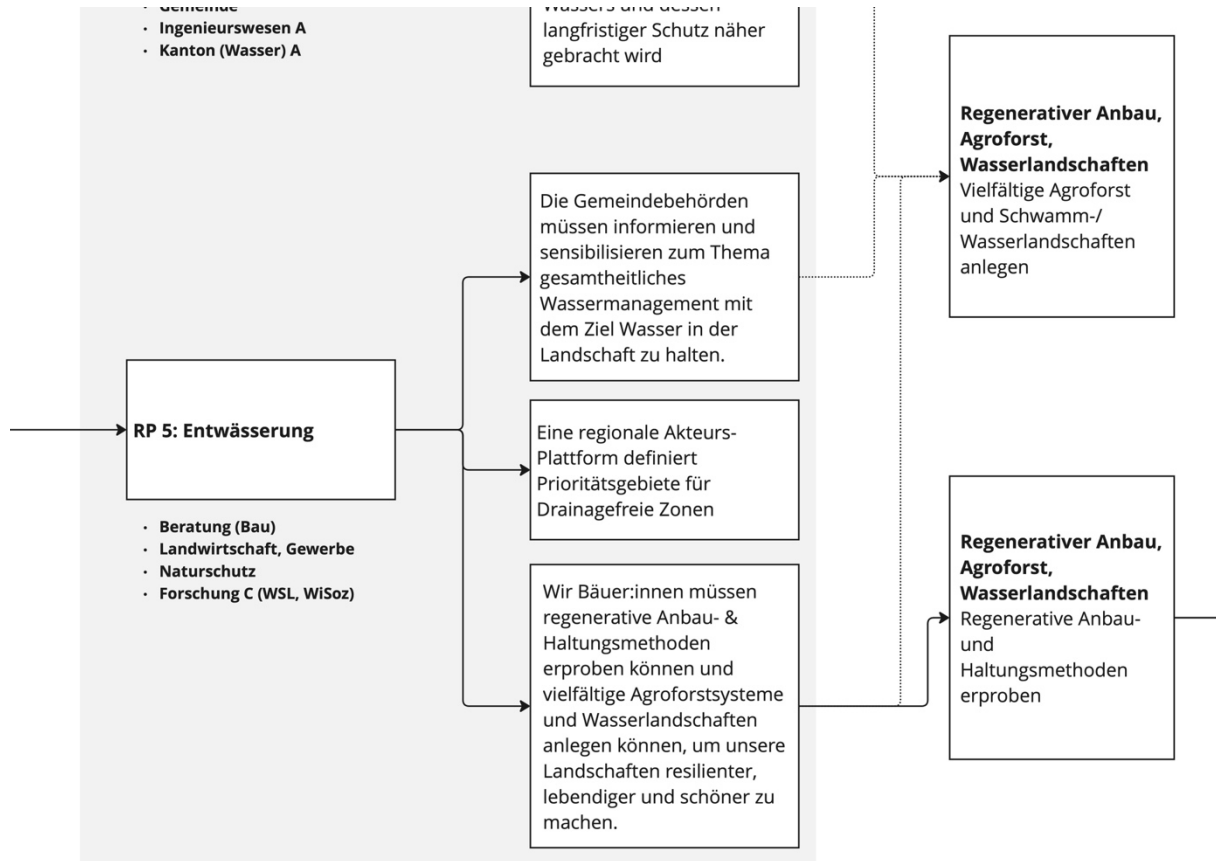 Gemeinde
· Ingenieurswesen A
· Kanton (Wasser) A
Wassers und dessen
langfristiger Schutz näher
gebracht wird
Regenerativer Anbau,
Agroforst,
Wasserlandschaften
Vielfältige Agroforst
und Schwamm-/
Wasserlandschaften
anlegen
Die Gemeindebehörden
müssen informieren und
sensibilisieren zum Thema
gesamtheitliches
Wassermanagement mit
dem Ziel Wasser in der
Landschaft zu halten.
RP 5: Entwässerung
· Beratung (Bau)
· Landwirtschaft, Gewerbe
· Naturschutz
· Forschung C (WSL, WiSoz)
Eine regionale Akteurs-
Plattform definiert
Prioritätsgebiete für
Drainagefreie Zonen
Wir Bäuer:innen müssen
regenerative Anbau- &
Haltungsmethoden
erproben können und
vielfältige Agroforstsysteme
und Wasserlandschaften
anlegen können, um unsere
Landschaften resilienter,
lebendiger und schöner zu
machen.
Regenerativer Anbau,
Agroforst,
Wasserlandschaften
Regenerative Anbau-
und
Haltungsmethoden
erproben